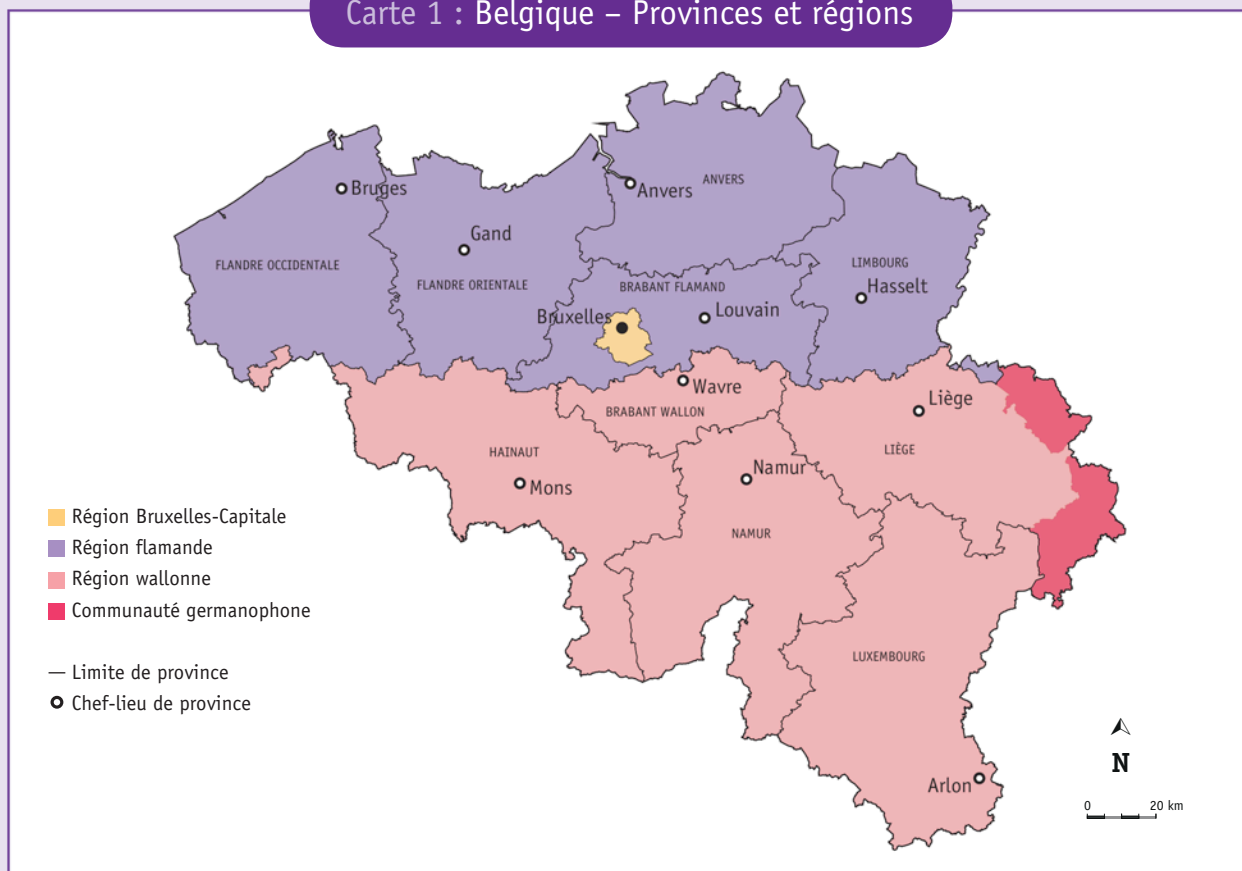 Carte 1 : Belgique – Provinces et régions
Bruges
Anvers
ANVERS
Gand
FLANDRE OCCIDENTALE
FLANDRE ORIENTALE
LIMBOURG
Hasselt
BRABANT FLAMAND
Bruxelles
Louvain
Wavre
BRABANT WALLON
Liège
LIÈGE
HAINAUT
Mons
Namur
NAMUR
LUXEMBOURG
Arlon
Région Bruxelles-Capitale
Région flamande
Région wallonne
Communauté germanophone
Limite de province
Chef-lieu de province
N
0 20 km